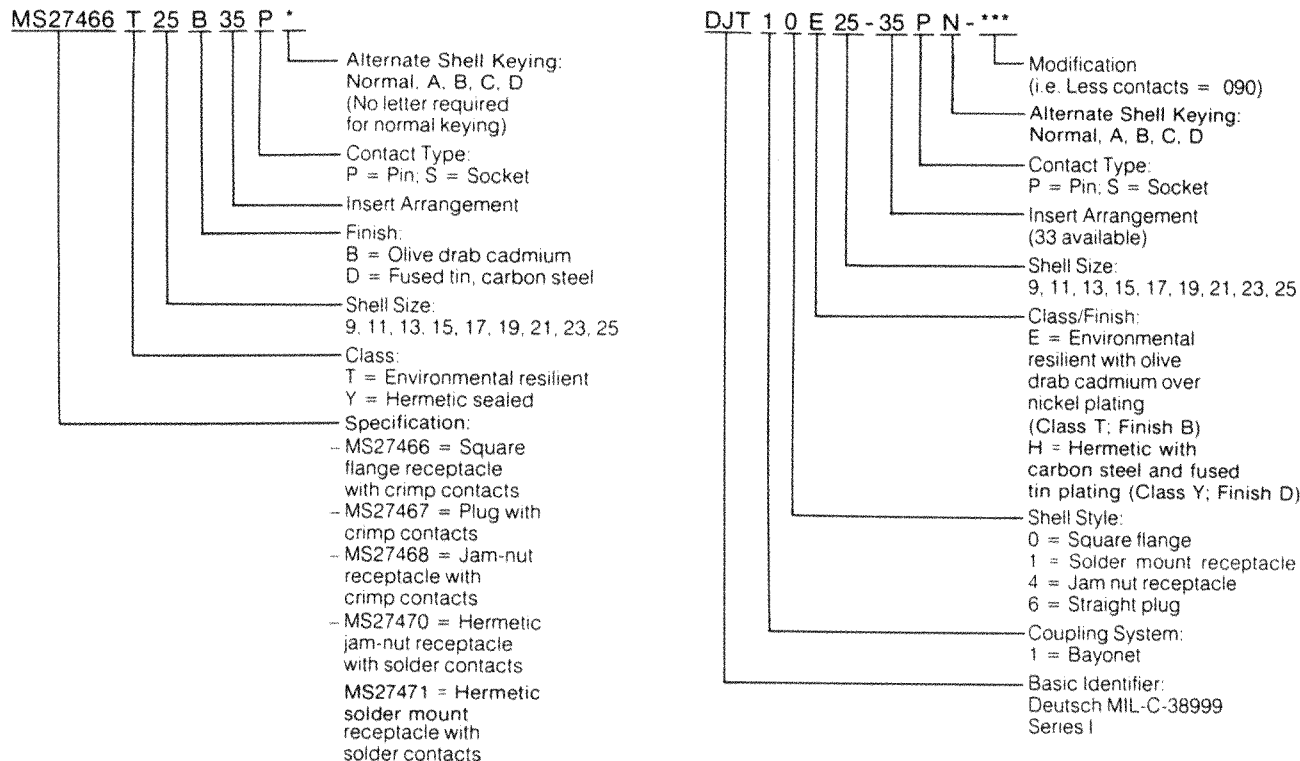 MS27466 T 25 B 35 P *
Alternate Shell Keying:
Normal, A, B, C, D
(No letter required
for normal keying)
Contact Type:
P = Pin; S = Socket
Insert Arrangement
Finish:
B = Olive drab cadmium
D = Fused tin, carbon steel
Shell Size:
9, 11, 13, 15, 17, 19, 21, 23, 25
Class:
T = Environmental resilient
Y = Hermetic sealed
Specification:
– MS27466 = Square
flange receptacle
with crimp contacts
– MS27467 = Plug with
crimp contacts
– MS27468 = Jam-nut
receptacle with
crimp contacts
– MS27470 = Hermetic
jam-nut receptacle
with solder contacts
MS27471 = Hermetic
solder mount
receptacle with
solder contacts
DJT 1 0 E 25 - 35 P N - ***
Modification
(i.e. Less contacts = 090)
Alternate Shell Keying:
Normal, A, B, C, D
Contact Type:
P = Pin; S = Socket
Insert Arrangement
(33 available)
Shell Size:
9, 11, 13, 15, 17, 19, 21, 23, 25
Class/Finish:
E = Environmental
resilient with olive
drab cadmium over
nickel plating
(Class T; Finish B)
H = Hermetic with
carbon steel and fused
tin plating (Class Y; Finish D)
Shell Style:
0 = Square flange
1 = Solder mount receptacle
4 = Jam nut receptacle
6 = Straight plug
Coupling System:
1 = Bayonet
Basic Identifier:
Deutsch MIL-C-38999
Series I